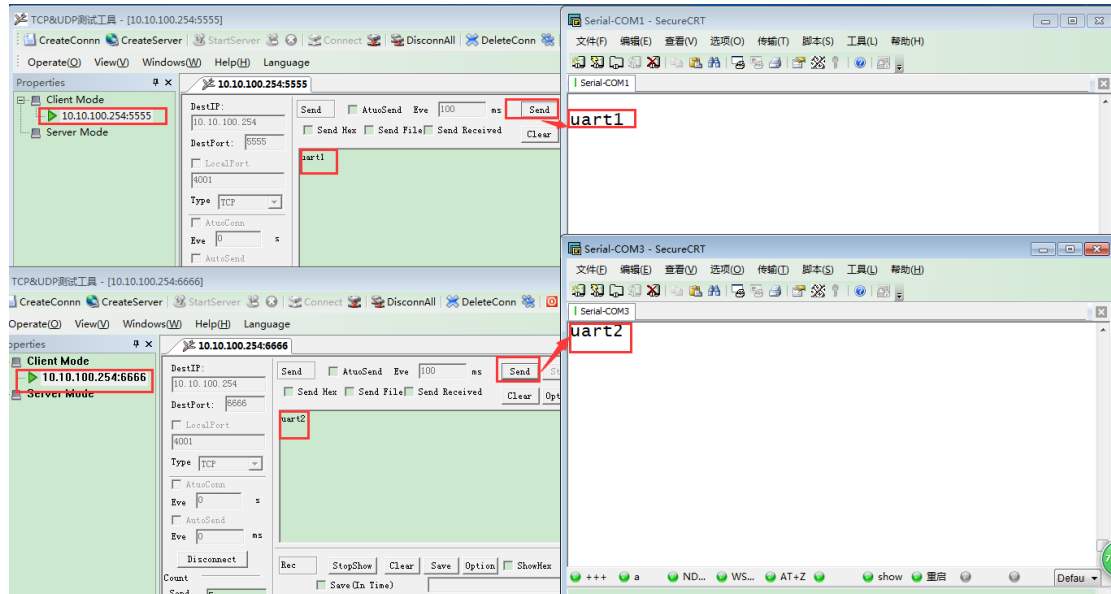 TCP&UDP测试工具 - [10.10.100.254:5555]
CreateConnn CreateServer StartServer Connect DisconnAll DeleteConn
Operate(O) View(V) Windows(W) Help(H) Language
Properties
Client Mode
10.10.100.254:5555
Server Mode
10.10.100.254:5555
DestIP:
10. 10. 100. 254
DestPort: 5555
LocalPort
4001
Type TCP
AtuoConn
Eve 0 s
AutoSend
Send AtuoSend Eve 100 ms Send
Send Hex Send File Send Received Clear
uart1
Serial-COM1 - SecureCRT
文件(F) 编辑(E) 查看(V) 选项(O) 传输(T) 脚本(S) 工具(L) 帮助(H)
Serial-COM1
uart1
TCP&UDP测试工具 - [10.10.100.254:6666]
CreateConnn CreateServer StartServer Connect DisconnAll DeleteConn
Operate(O) View(V) Windows(W) Help(H) Language
operties
Client Mode
10.10.100.254:6666
Server Mode
10.10.100.254:6666
DestIP:
10. 10. 100. 254
DestPort: 6666
LocalPort
4001
Type TCP
AtuoConn
Eve 0 s
AutoSend
Eve 0 ms
Disconnect
Count
Send
Send AtuoSend Eve 100 ms Send St
Send Hex Send File Send Received Clear Opt
uart2
Rec StopShow Clear Save Option ShowHex
Save(In Time)
Serial-COM3 - SecureCRT
文件(F) 编辑(E) 查看(V) 选项(O) 传输(T) 脚本(S) 工具(L) 帮助(H)
Serial-COM3
uart2
+++ a ND... WS... AT+Z show 重启 Defau
7